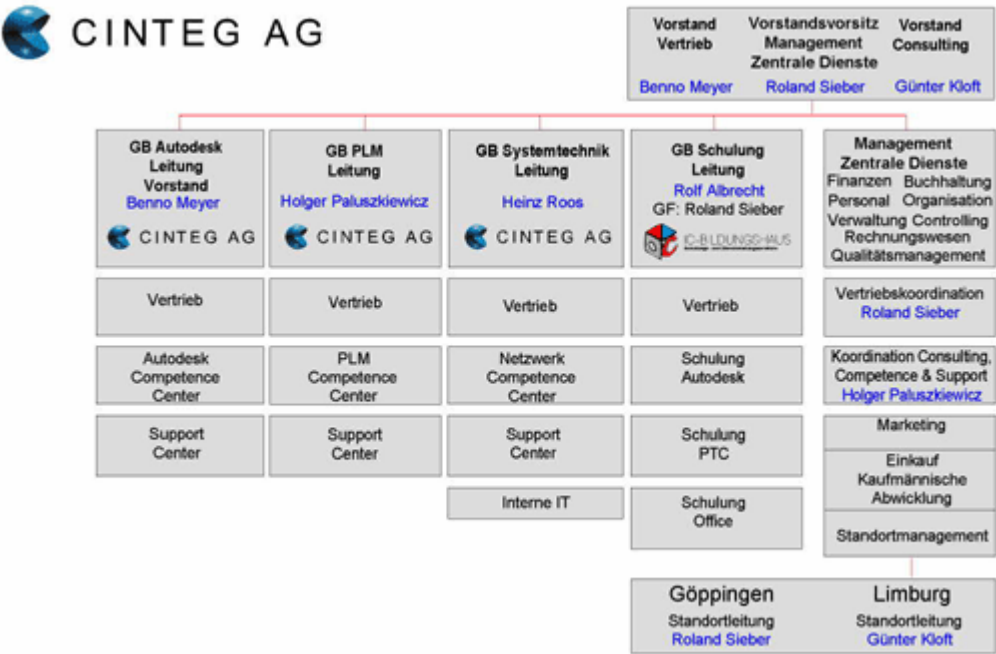 CINTEG AG
Vorstand
Vertrieb
Benno Meyer
Vorstandsvorsitz
Management
Zentrale Dienste
Roland Sieber
Vorstand
Consulting
Günter Kloft
GB Autodesk
Leitung
Vorstand
Benno Meyer
CINTEG AG
GB PLM
Leitung
Holger Paluszkiewicz
CINTEG AG
GB Systemtechnik
Leitung
Heinz Roos
CINTEG AG
GB Schulung
Leitung
Rolf Albrecht
GF: Roland Sieber
IC-BILDUNGSHAUS
Management
Zentrale Dienste
Finanzen Buchhaltung
Personal Organisation
Verwaltung Controlling
Rechnungswesen
Qualitätsmanagement
Vertrieb
Vertrieb
Vertrieb
Vertrieb
Vertriebskoordination
Roland Sieber
Autodesk
Competence
Center
PLM
Competence
Center
Netzwerk
Competence
Center
Schulung
Autodesk
Koordination Consulting,
Competence & Support
Holger Paluszkiewicz
Support
Center
Support
Center
Support
Center
Schulung
PTC
Marketing
Einkauf
Kaufmännische
Abwicklung
Interne IT
Schulung
Office
Standortmanagement
Göppingen
Standortleitung
Roland Sieber
Limburg
Standortleitung
Günter Kloft